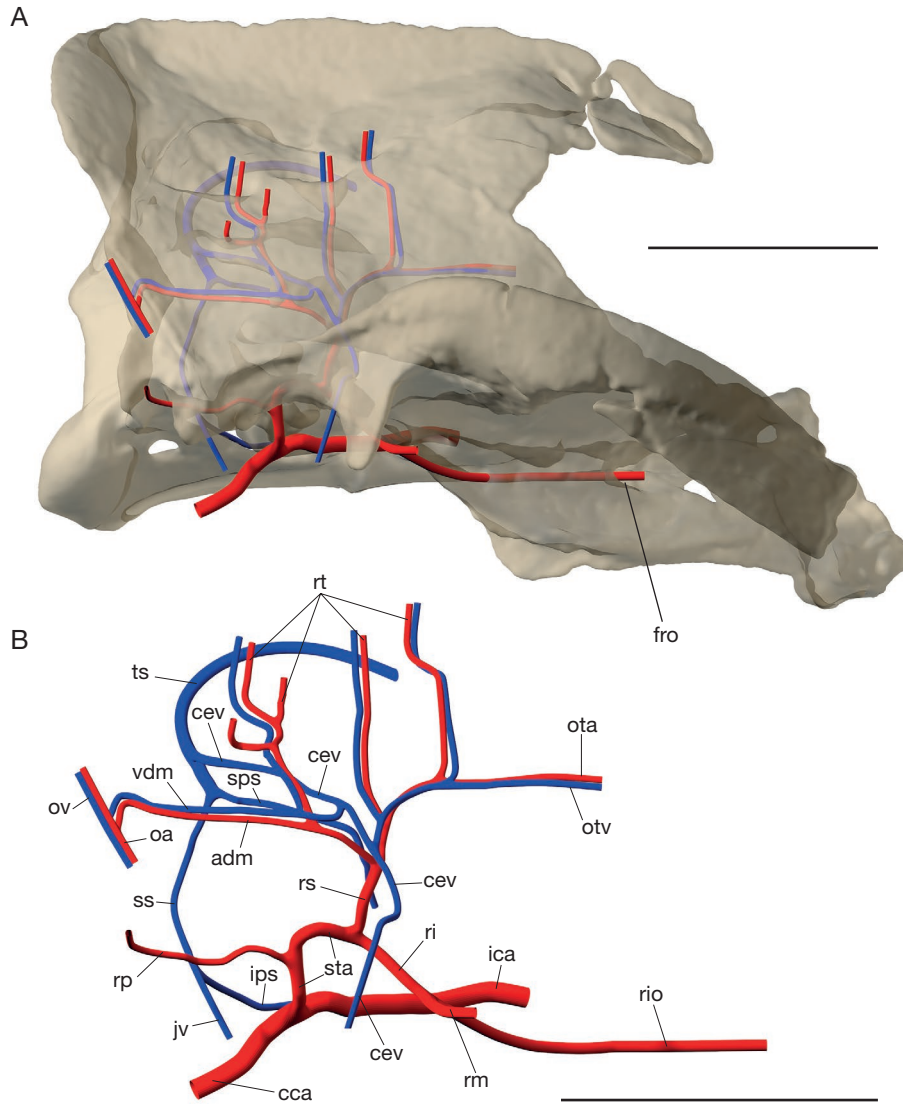 A
fro
B
rt
ts
cev
cev
ota
vdm
sps
ov
otv
oa
adm
rs
cev
ss
ri
rp
ips
sta
ica
rio
jv
cev
rm
cca